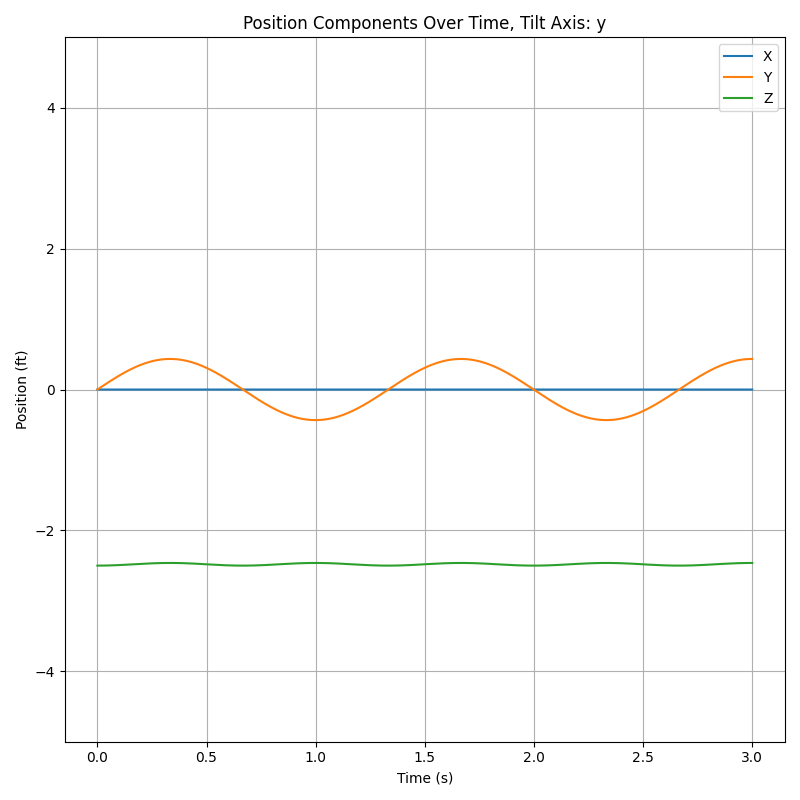 Position Components Over Time, Tilt Axis: y
X
Y
Z
4
2
0
−2
−4
Position (ft)
0.0 0.5 1.0 1.5 2.0 2.5 3.0
Time (s)